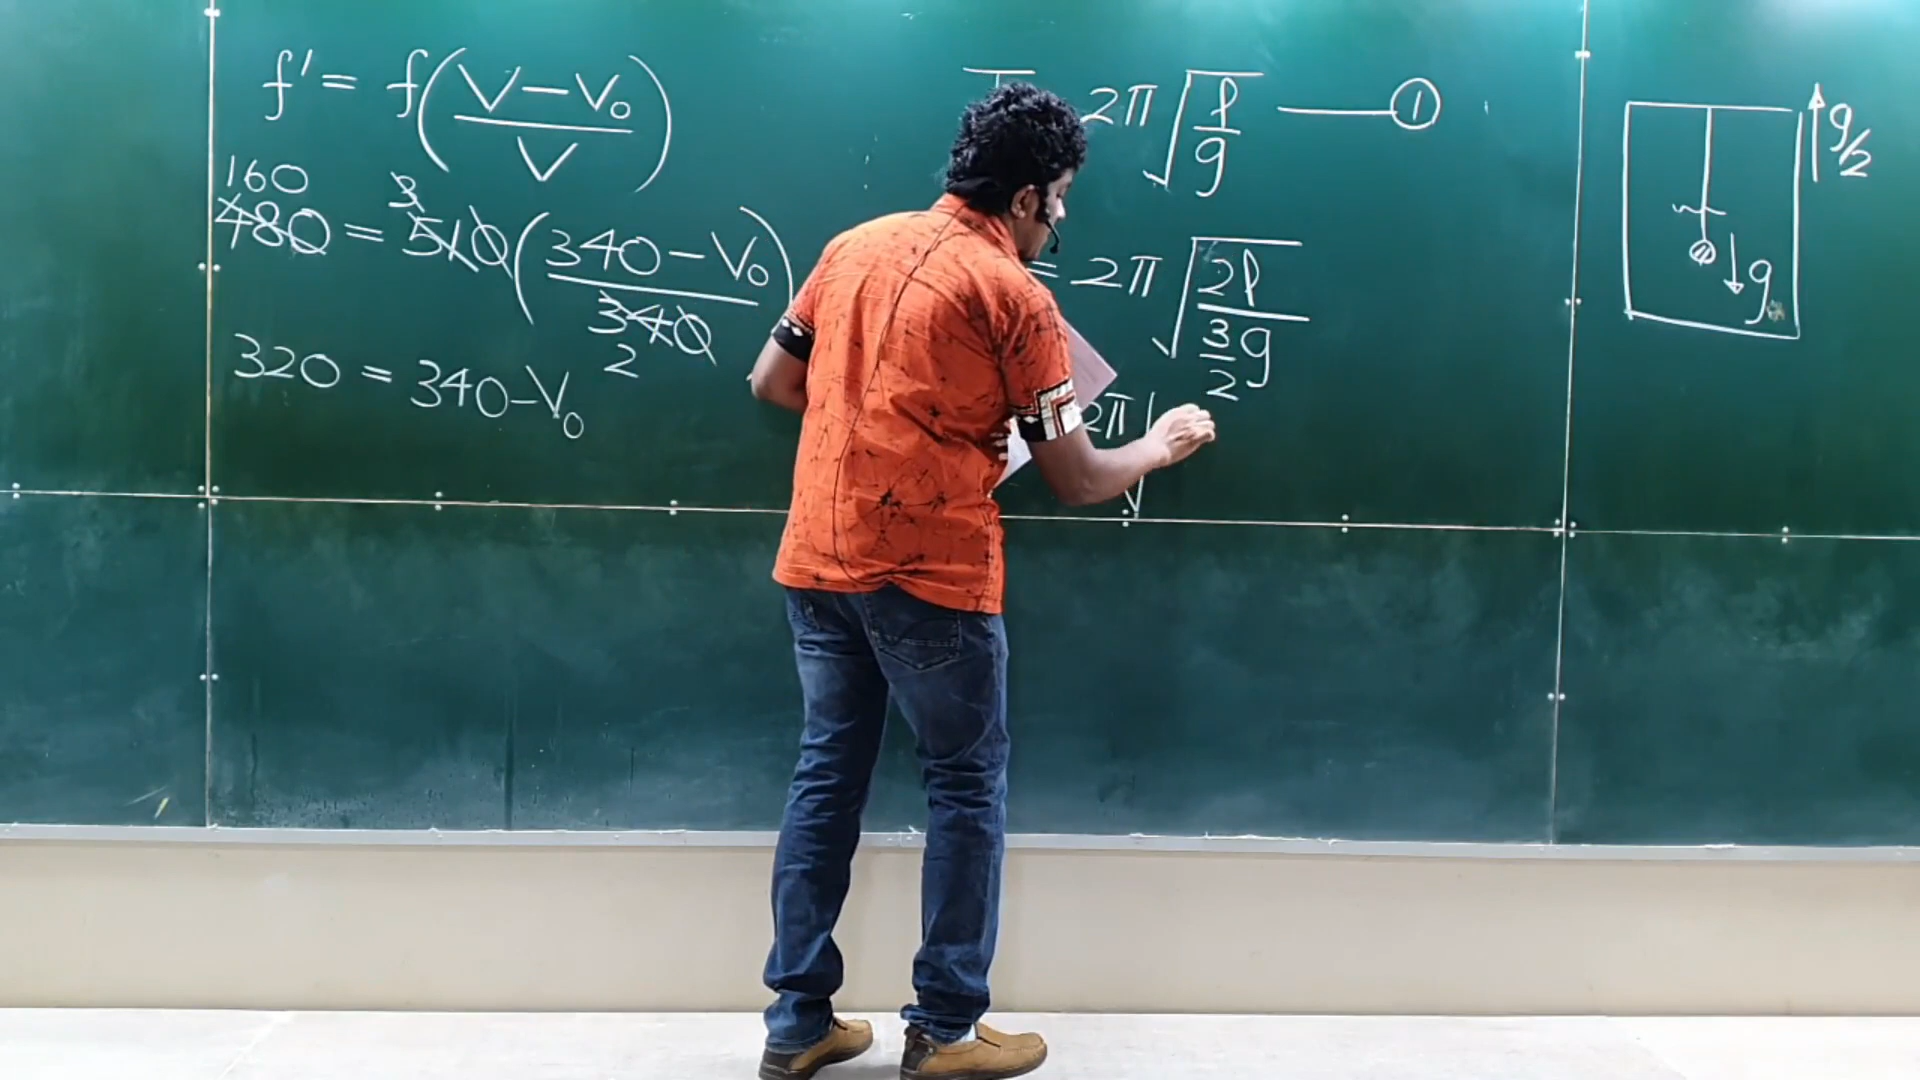 f' = f((V - V₀)/V)
160
480 = 3 510((340 - V₀)/340)
2
320 = 340 - V₀
2π√(l/g) ——— ①
= 2π√(2l/(3/2 g))
2π√
g/2
g